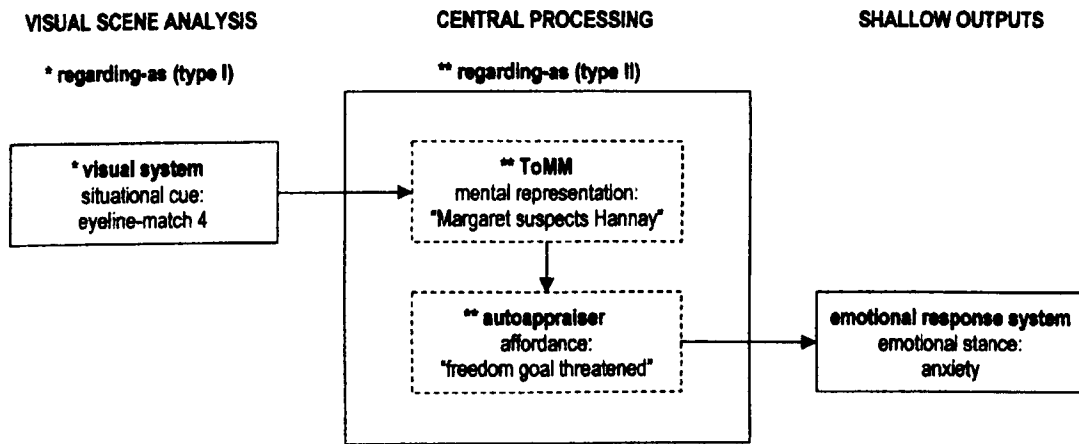 VISUAL SCENE ANALYSIS
CENTRAL PROCESSING
SHALLOW OUTPUTS
* regarding-as (type I)
** regarding-as (type II)
* visual system
situational cue:
eyeline-match 4
** ToMM
mental representation:
"Margaret suspects Hannay"
** autoappraiser
affordance:
"freedom goal threatened"
emotional response system
emotional stance:
anxiety